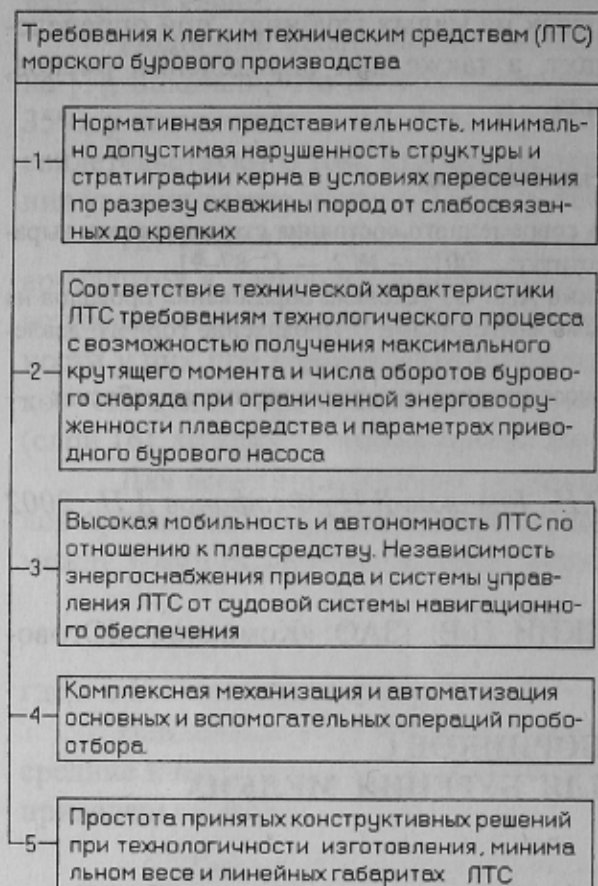 Требования к легким техническим средствам (ЛТС)
морского бурового производства
Нормативная представительность, минималь-
но допустимая нарушенность структуры и
1
стратиграфии керна в условиях пересечения
по разрезу скважины пород от слабосвязан-
ных до крепких
Соответствие технической характеристики
ЛТС требованиям технологического процесса
с возможностью получения максимального
2
крутящего момента и числа оборотов бурово-
го снаряда при ограниченной энерговоору-
женности плавсредства и параметрах приво-
дного бурового насоса
Высокая мобильность и автономность ЛТС по
отношению к плавсредству. Независимость
3
энергоснабжения привода и системы управ-
ления ЛТС от судовой системы навигационно-
го обеспечения
Комплексная механизация и автоматизация
4
основных и вспомогательных операций пробо-
отбора.
Простота принятых конструктивных решений
5
при технологичности изготовления, минима
льном весе и линейных габаритах ЛТС